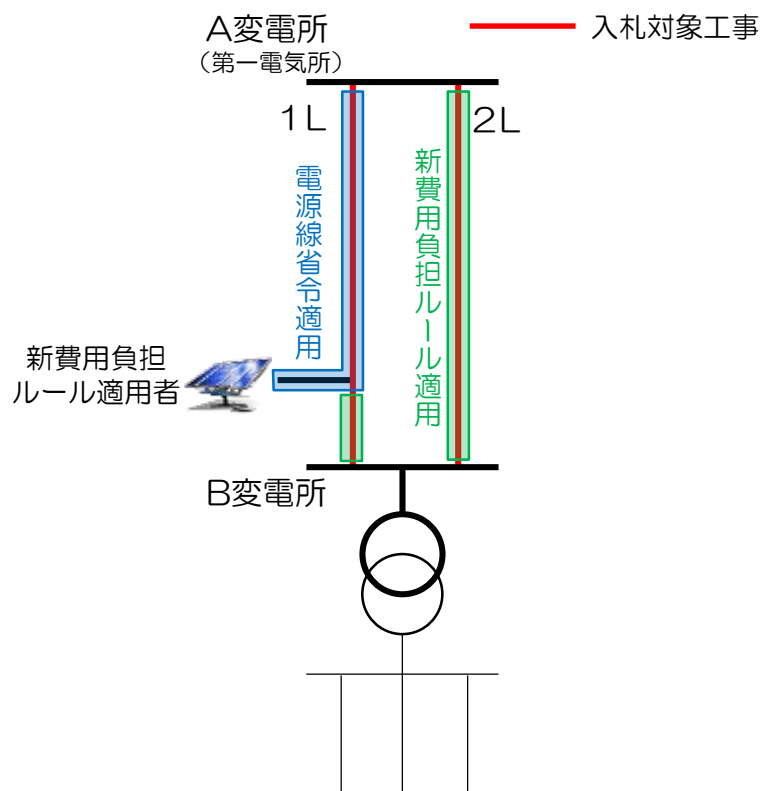 A変電所
(第一電気所)
入札対象工事
1L
2L
電源線省令適用
新費用負担ルール適用
新費用負担
ルール適用者
B変電所